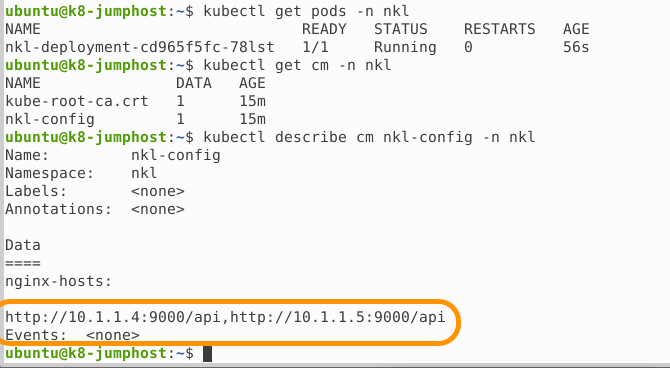 ubuntu@k8-jumphost:~$ kubectl get pods -n nkl
NAME READY STATUS RESTARTS AGE
nkl-deployment-cd965f5fc-78lst 1/1 Running 0 56s
ubuntu@k8-jumphost:~$ kubectl get cm -n nkl
NAME DATA AGE
kube-root-ca.crt 1 15m
nkl-config 1 15m
ubuntu@k8-jumphost:~$ kubectl describe cm nkl-config -n nkl
Name: nkl-config
Namespace: nkl
Labels: <none>
Annotations: <none>
Data
====
nginx-hosts:
http://10.1.1.4:9000/api,http://10.1.1.5:9000/api
Events: <none>
ubuntu@k8-jumphost:~$